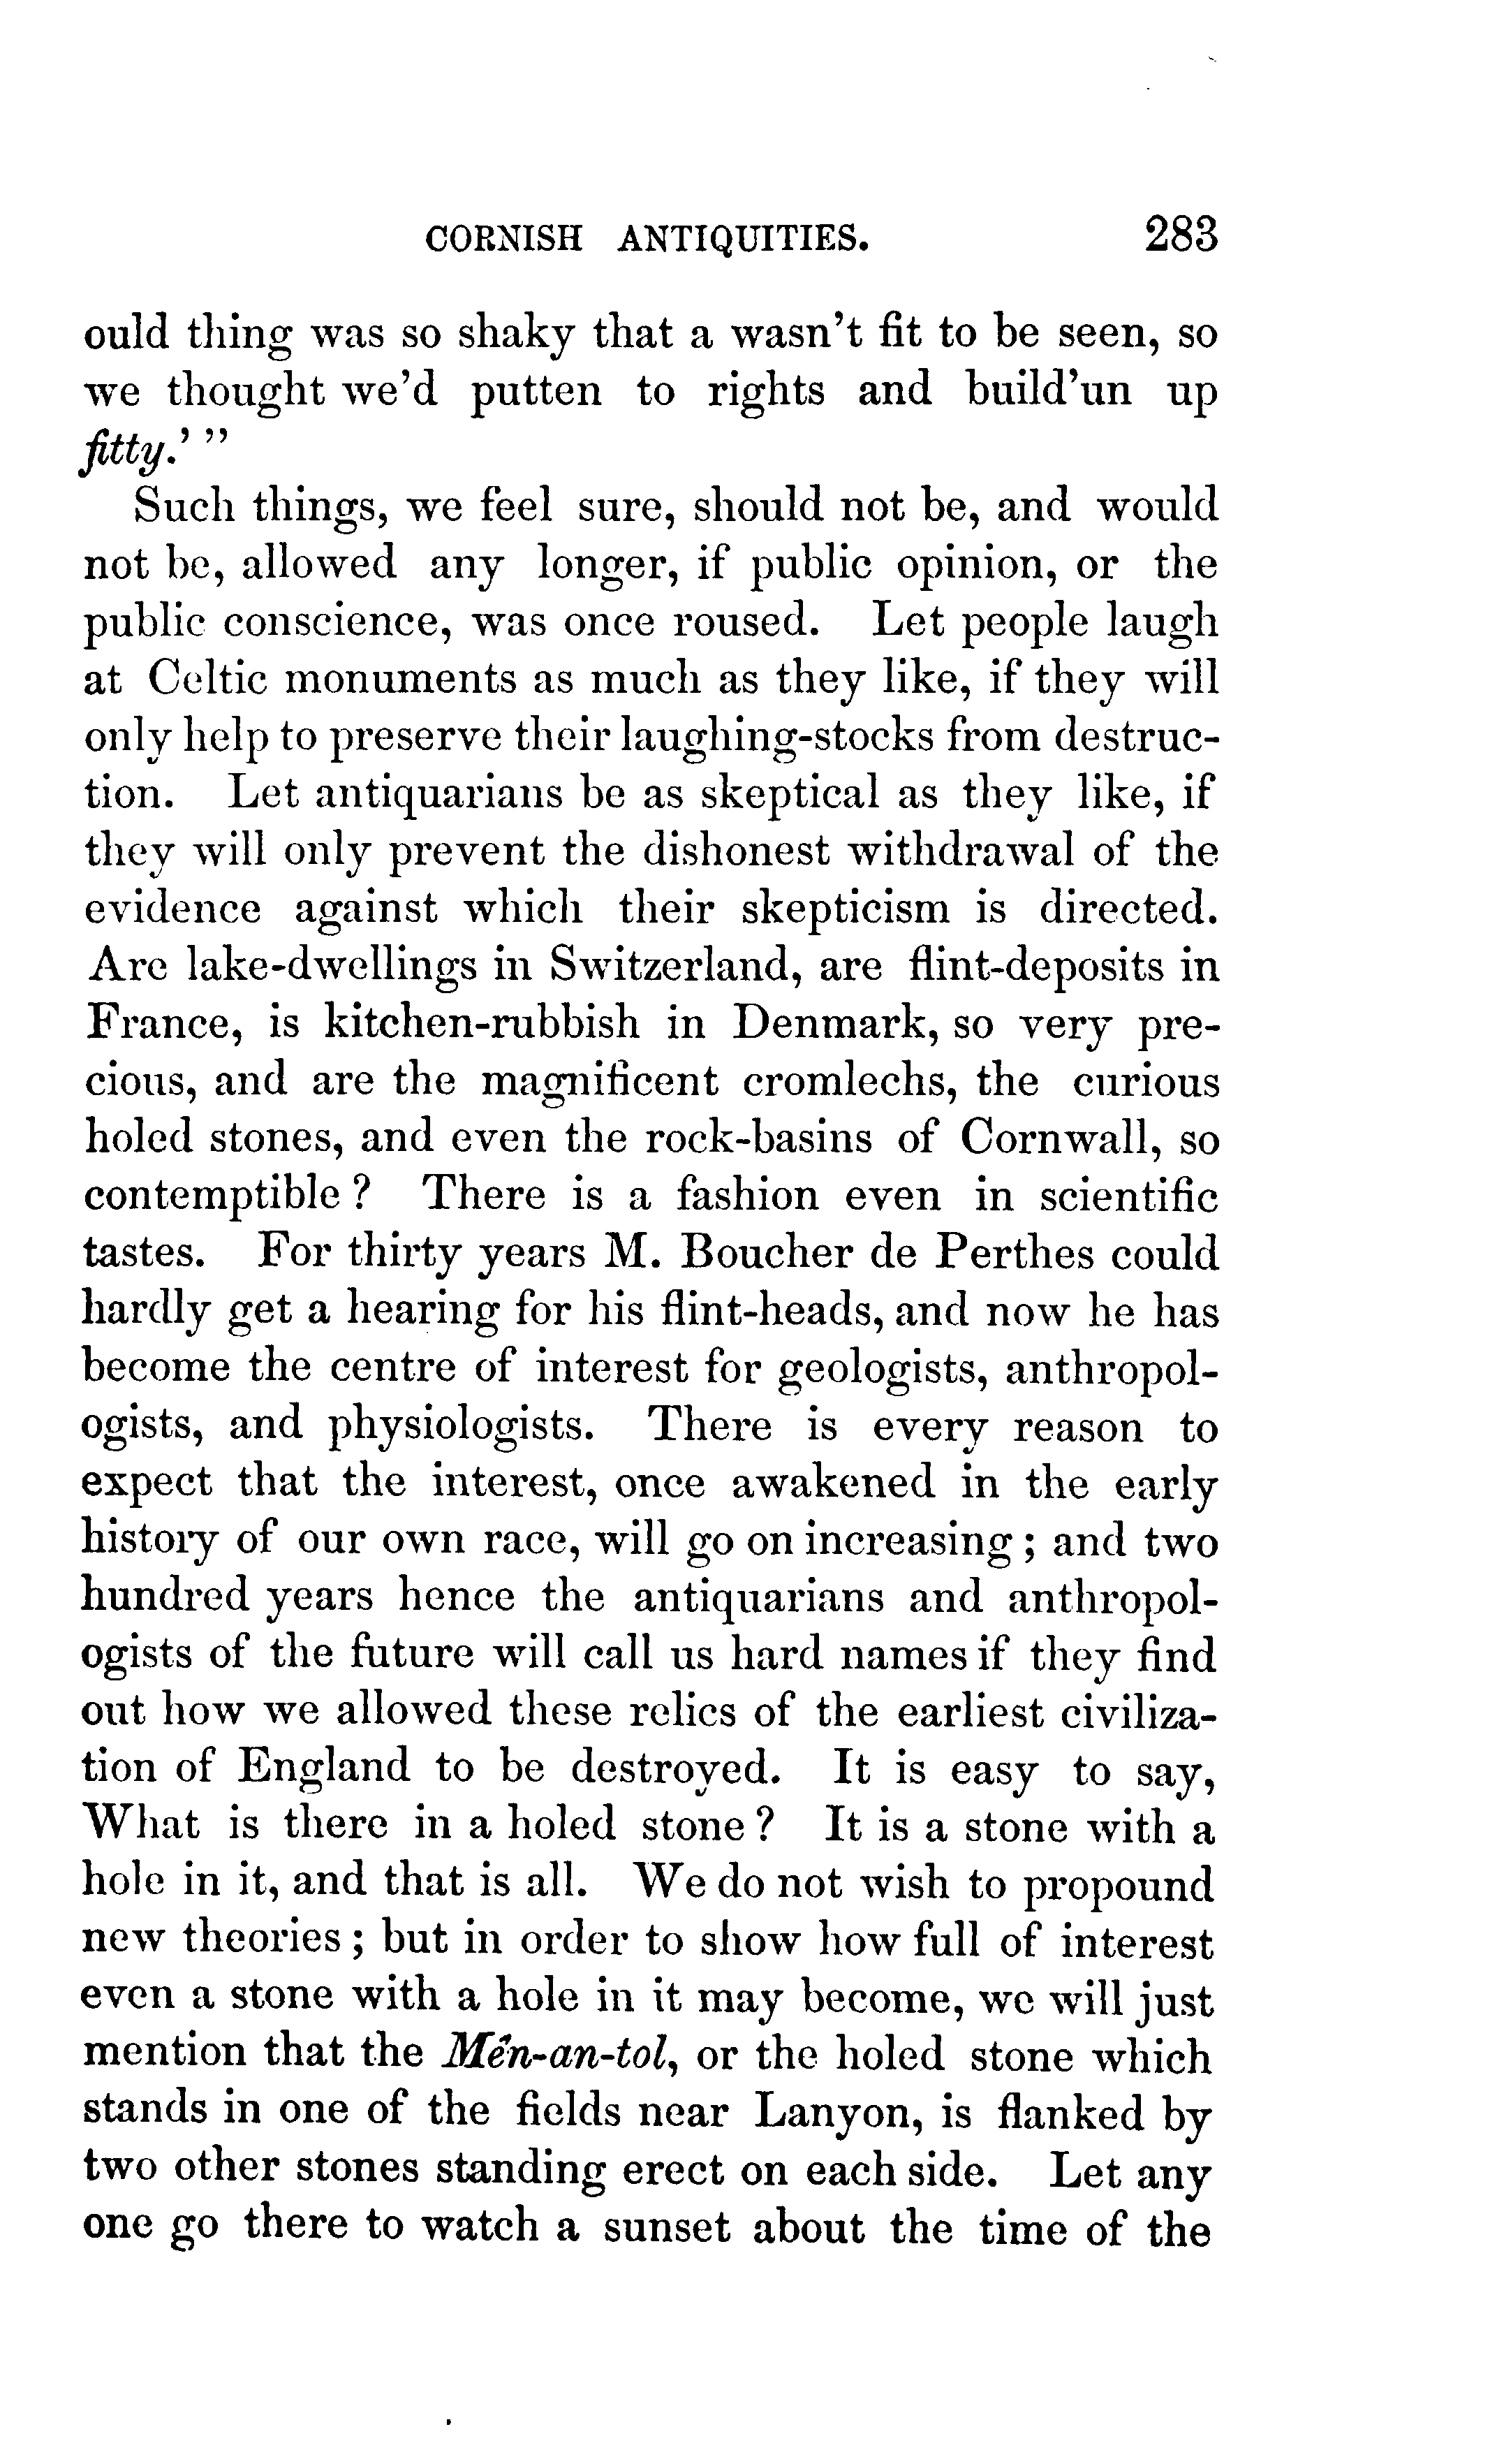 CORNISH ANTIQUITIES. 283
ould thing was so shaky that a wasn't fit to be seen, so
we thought we'd putten to rights and build'un up
fitty.' ”
Such things, we feel sure, should not be, and would
not be, allowed any longer, if public opinion, or the
public conscience, was once roused. Let people laugh
at Celtic monuments as much as they like, if they will
only help to preserve their laughing-stocks from destruc-
tion. Let antiquarians be as skeptical as they like, if
they will only prevent the dishonest withdrawal of the
evidence against which their skepticism is directed.
Are lake-dwellings in Switzerland, are flint-deposits in
France, is kitchen-rubbish in Denmark, so very pre-
cious, and are the magnificent cromlechs, the curious
holed stones, and even the rock-basins of Cornwall, so
contemptible? There is a fashion even in scientific
tastes. For thirty years M. Boucher de Perthes could
hardly get a hearing for his flint-heads, and now he has
become the centre of interest for geologists, anthropol-
ogists, and physiologists. There is every reason to
expect that the interest, once awakened in the early
history of our own race, will go on increasing; and two
hundred years hence the antiquarians and anthropol-
ogists of the future will call us hard names if they find
out how we allowed these relics of the earliest civiliza-
tion of England to be destroyed. It is easy to say,
What is there in a holed stone? It is a stone with a
hole in it, and that is all. We do not wish to propound
new theories; but in order to show how full of interest
even a stone with a hole in it may become, we will just
mention that the Mên-an-tol, or the holed stone which
stands in one of the fields near Lanyon, is flanked by
two other stones standing erect on each side. Let any
one go there to watch a sunset about the time of the